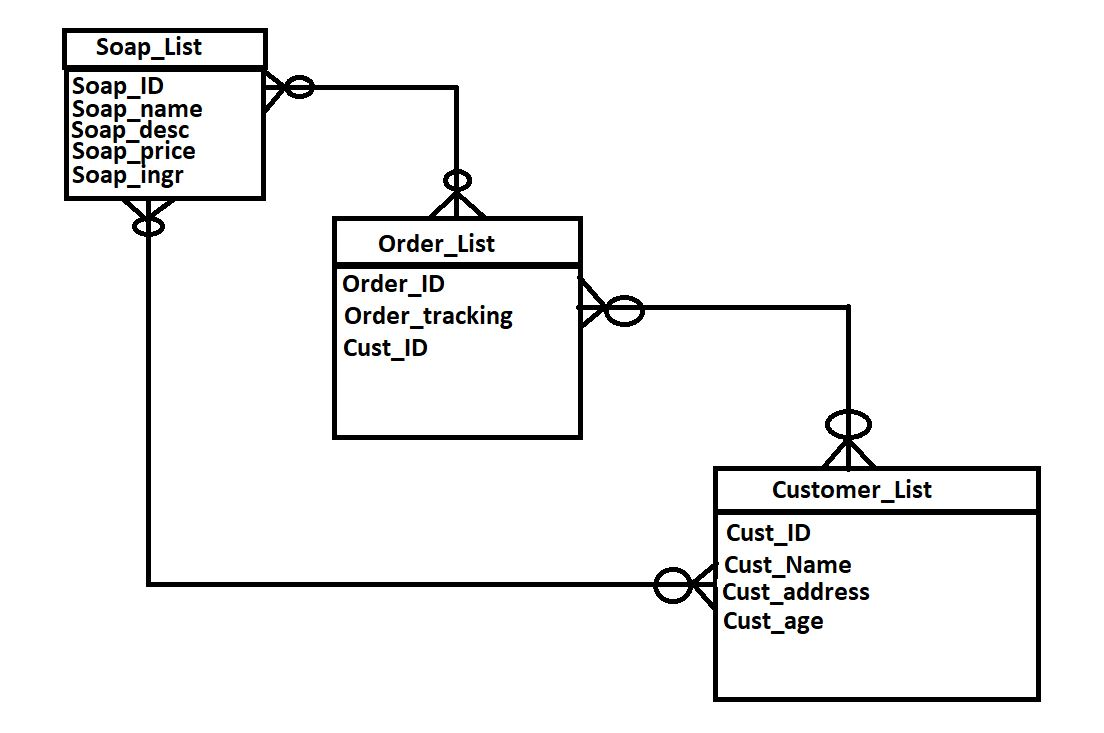 Soap_List
Soap_ID
Soap_name
Soap_desc
Soap_price
Soap_ingr
Order_List
Order_ID
Order_tracking
Cust_ID
Customer_List
Cust_ID
Cust_Name
Cust_address
Cust_age